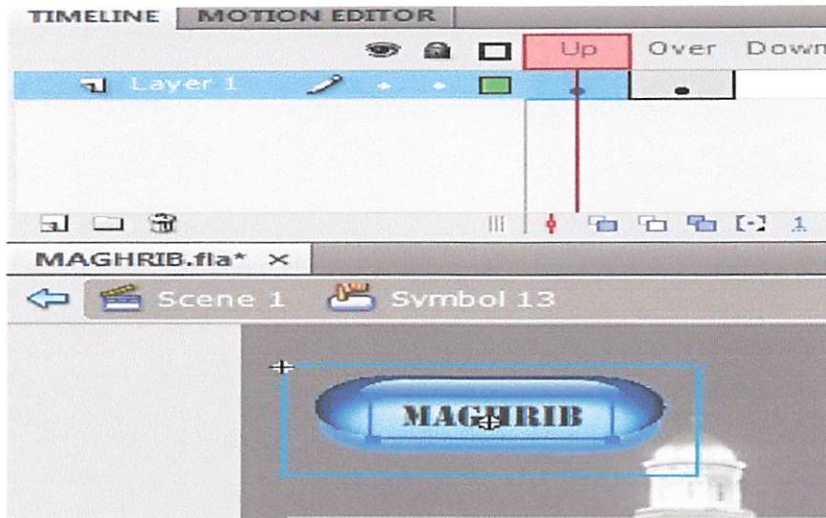 TIMELINE MOTION EDITOR
Up Over Down
Layer 1
1
MAGHRIB.fla* ×
Scene 1 Symbol 13
MAGHRIB